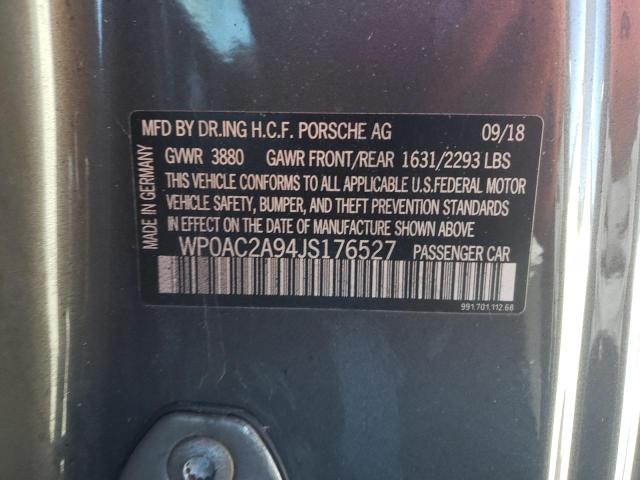 MFD BY DR.ING H.C.F. PORSCHE AG 09/18
GVWR 3880 GAWR FRONT/REAR 1631/2293 LBS
THIS VEHICLE CONFORMS TO ALL APPLICABLE U.S.FEDERAL MOTOR
VEHICLE SAFETY, BUMPER, AND THEFT PREVENTION STANDARDS
IN EFFECT ON THE DATE OF MANUFACTURE SHOWN ABOVE
WP0AC2A94JS176527 PASSENGER CAR
991.701.112.68
MADE IN GERMANY